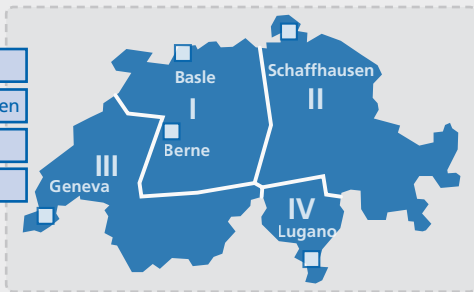 Basle
Schaffhausen
I
II
en
Berne
III
Geneva
IV
Lugano